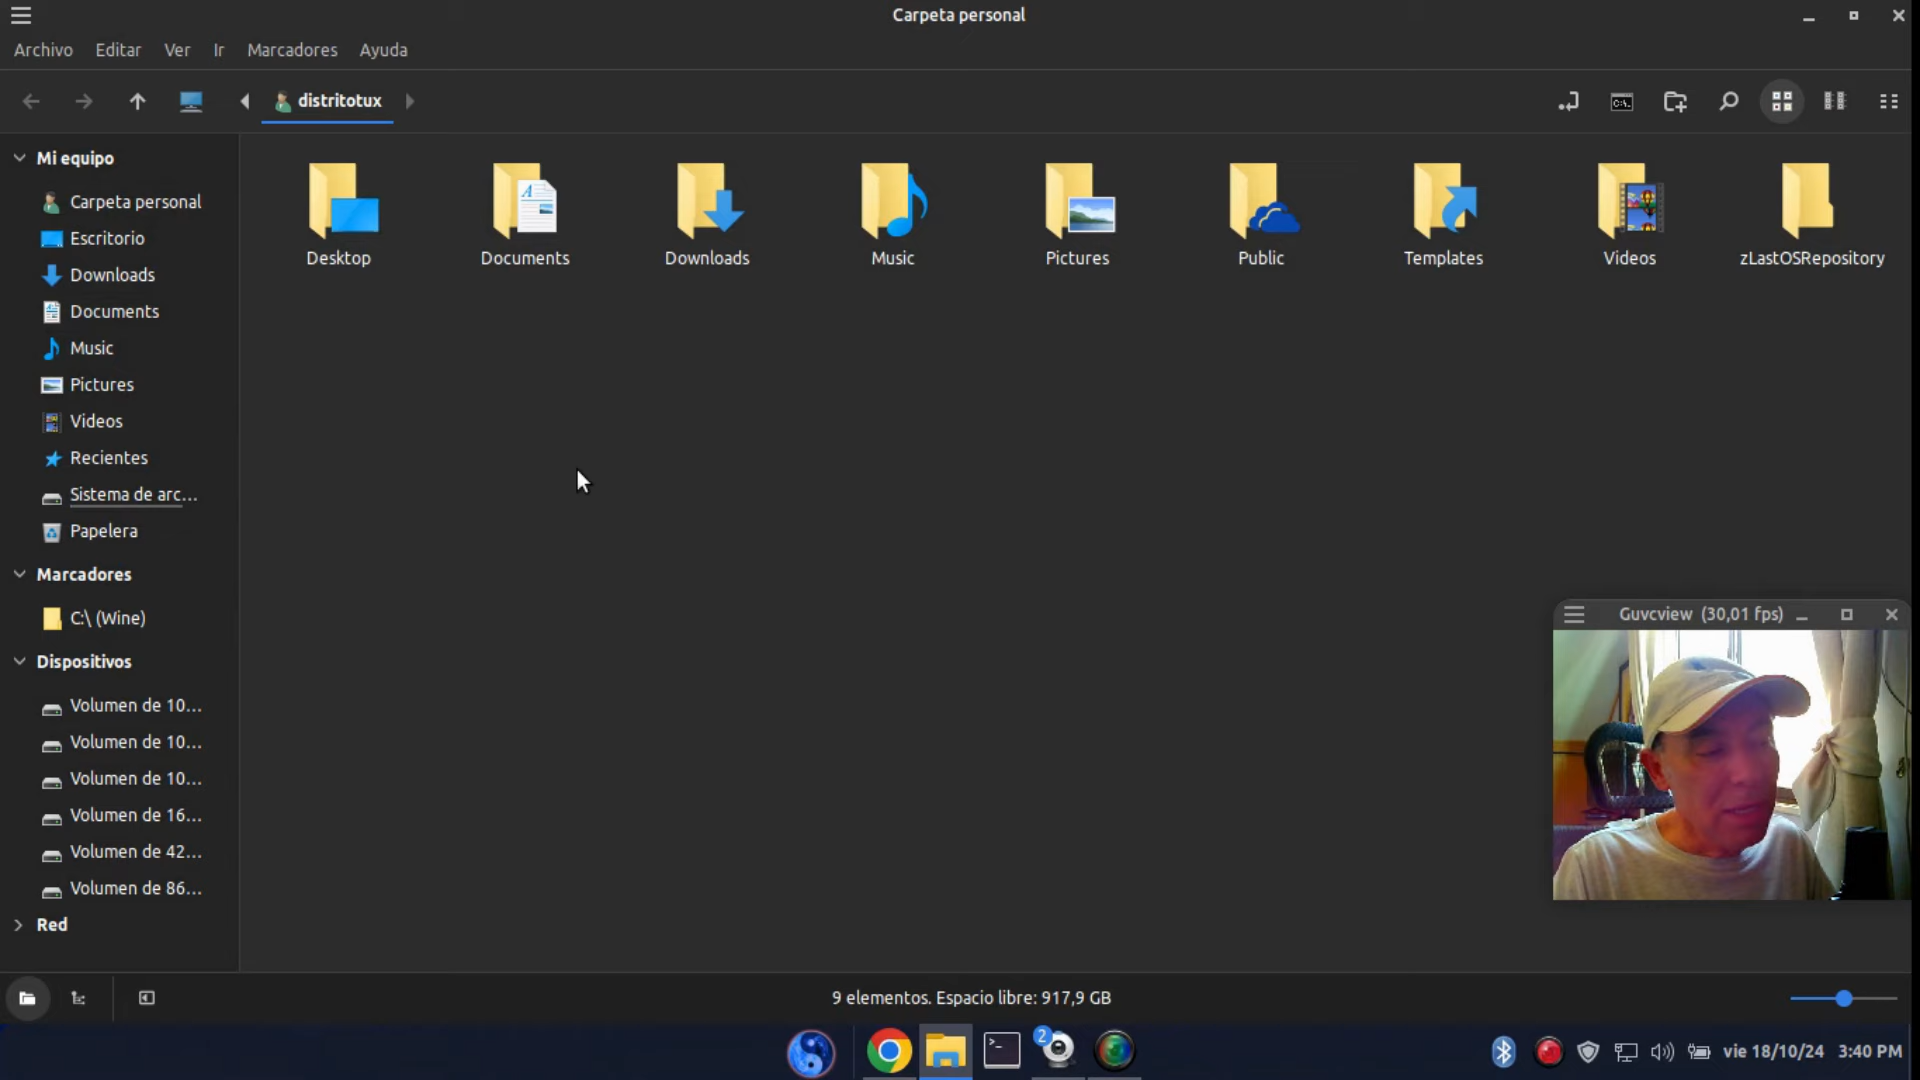 Carpeta personal
Archivo Editar Ver Ir Marcadores Ayuda
distritotux
Mi equipo
Carpeta personal
Escritorio
Downloads
Documents
Music
Pictures
Videos
Recientes
Sistema de arc...
Papelera
Marcadores
C:\ (Wine)
Dispositivos
Volumen de 10...
Volumen de 10...
Volumen de 10...
Volumen de 16...
Volumen de 42...
Volumen de 86...
Red
Desktop Documents Downloads Music Pictures Public Templates Videos zLastOSRepository
Guvcview (30,01 fps)
9 elementos. Espacio libre: 917,9 GB
2
vie 18/10/24 3:40 PM